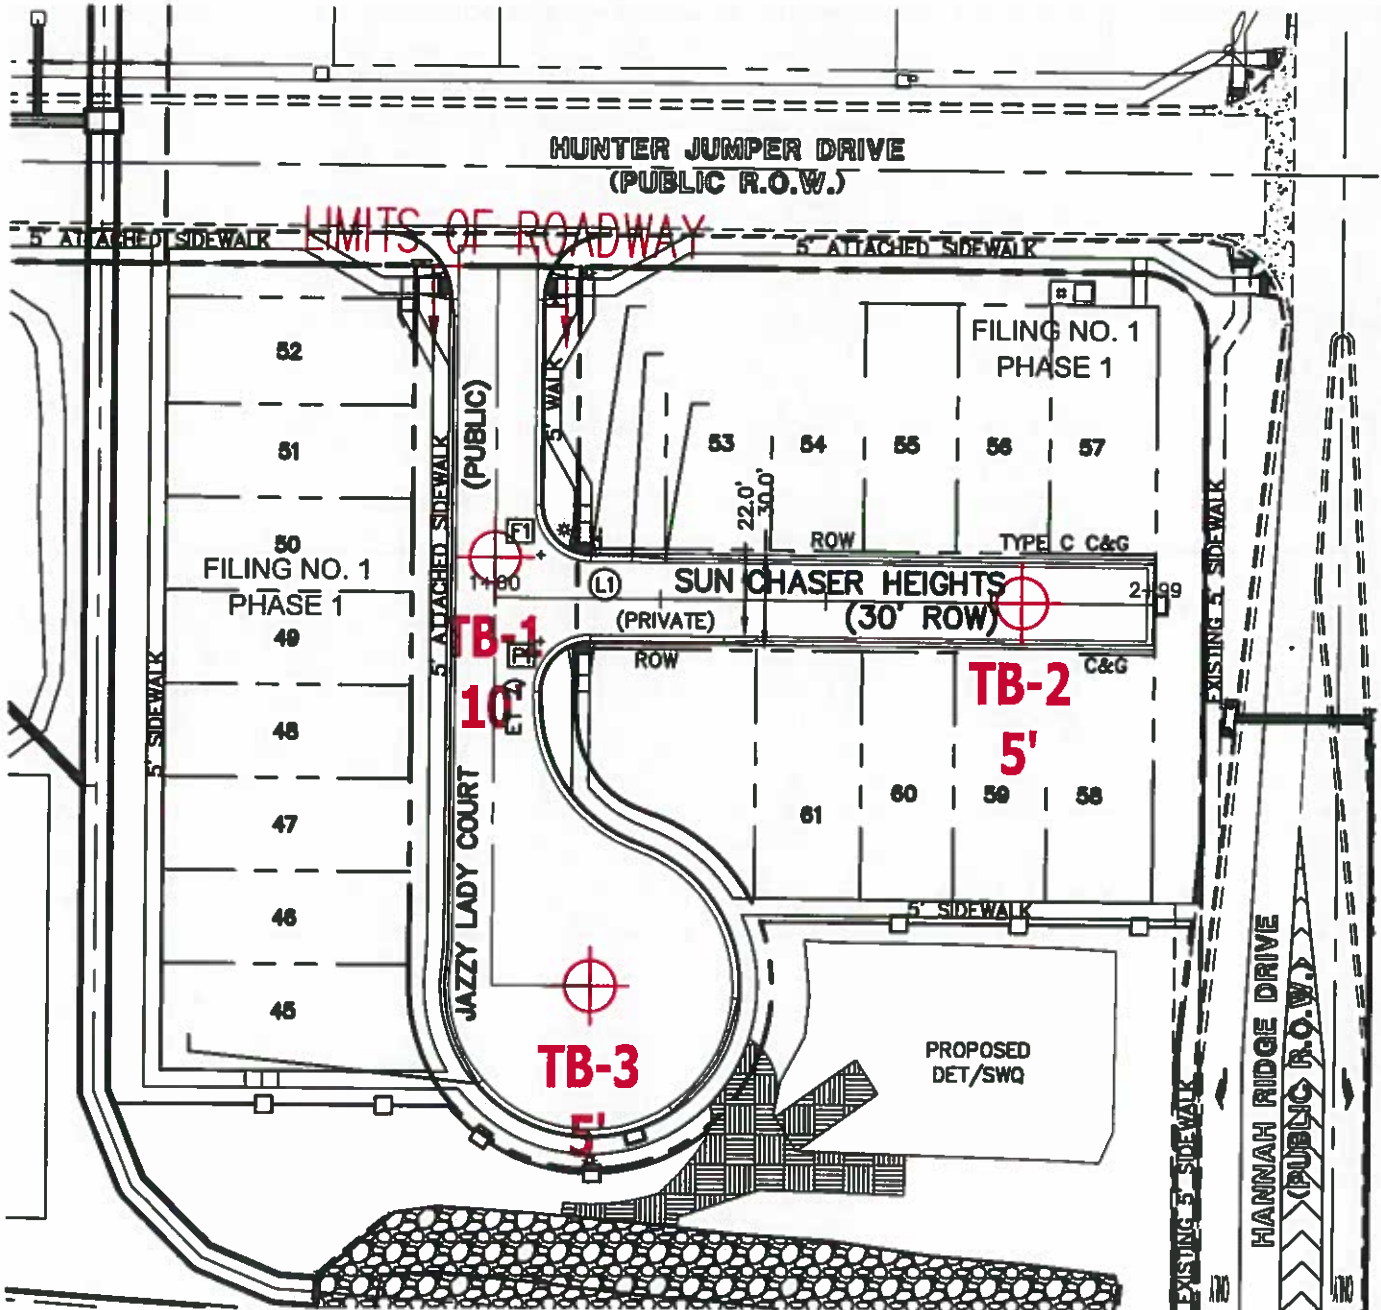 HUNTER JUMPER DRIVE
(PUBLIC R.O.W.)
LIMITS OF ROADWAY
5' ATTACHED SIDEWALK
5' ATTACHED SIDEWALK
FILING NO. 1
PHASE 1
52
51
50
FILING NO. 1
PHASE 1
49
48
47
46
45
5' SIDEWALK
5' ATTACHED SIDEWALK
(PUBLIC)
5' WALK
53
54
55
56
57
22.0'
30.0'
F1
1+80
L1
ROW
TYPE C C&G
SUN CHASER HEIGHTS
(PRIVATE)
(30' ROW)
2+99
ROW
C&G
TB-1
10'
TB-2
5'
EXISTING 5' SIDEWALK
61
60
59
58
5' SIDEWALK
JAZZY LADY COURT
TB-3
5'
PROPOSED
DET/SWQ
EXISTING 5' SIDEWALK
HANNAH RIDGE DRIVE
(PUBLIC R.O.W.)